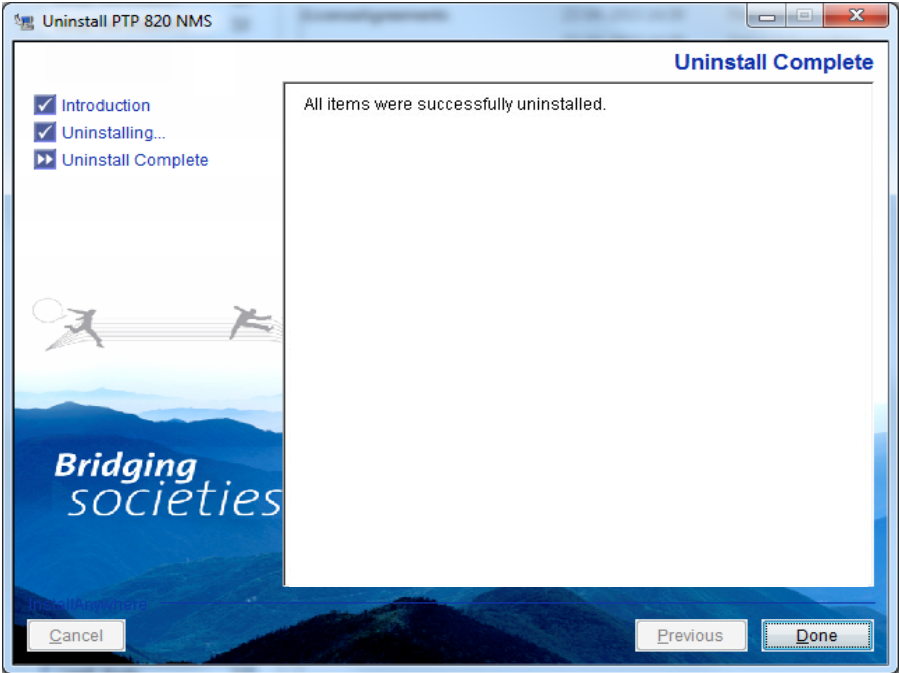 Uninstall PTP 820 NMS
Uninstall Complete
Introduction
Uninstalling...
Uninstall Complete
All items were successfully uninstalled.
Bridging
societies
InstallAnywhere
Cancel
Previous
Done